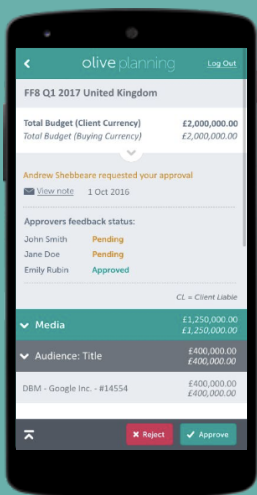 olive planning
Log Out
FF8 Q1 2017 United Kingdom
Total Budget (Client Currency) £2,000,000.00
Total Budget (Buying Currency) £2,000,000.00
Andrew Shebbeare requested your approval
View note 1 Oct 2016
Approvers feedback status:
John Smith Pending
Jane Doe Pending
Emily Rubin Approved
CL = Client Liable
Media £1,250,000.00
£1,250,000.00
Audience: Title £400,000.00
£400,000.00
DBM - Google Inc. - #14554 £400,000.00
£400,000.00
Reject
Approve